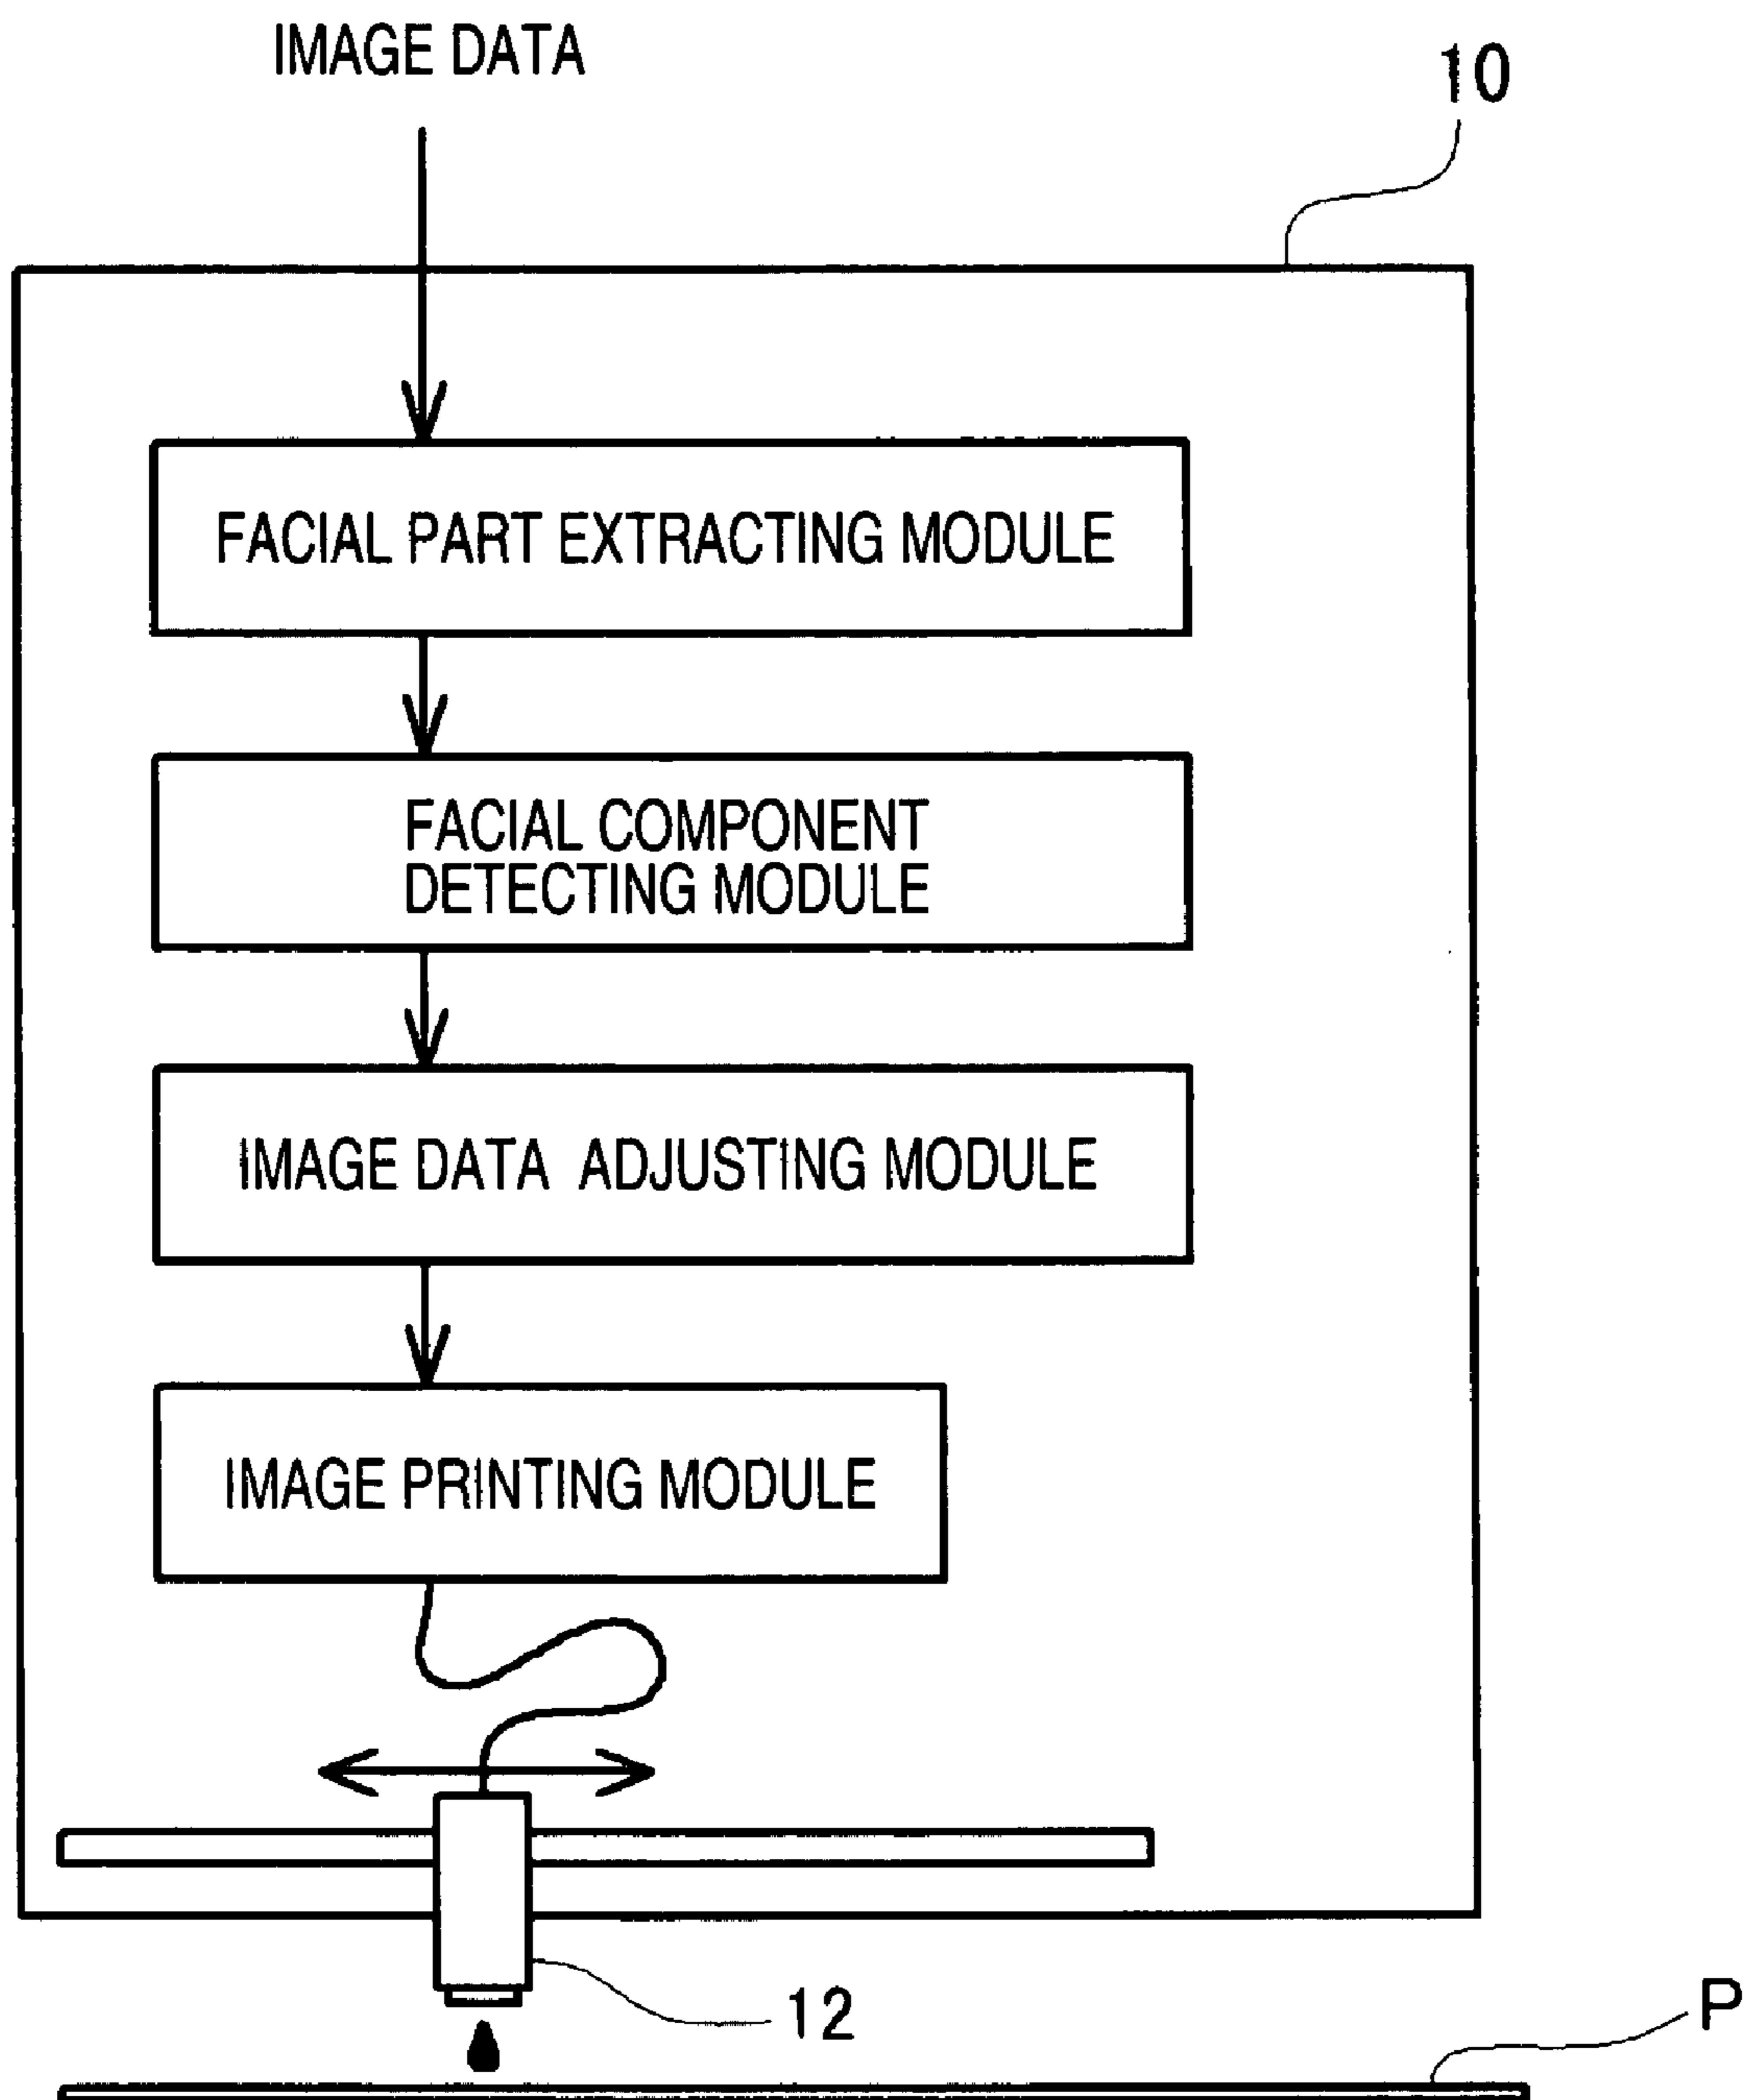 IMAGE DATA
10
FACIAL PART EXTRACTING MODULE
FACIAL COMPONENT
DETECTING MODULE
IMAGE DATA ADJUSTING MODULE
IMAGE PRINTING MODULE
12
P